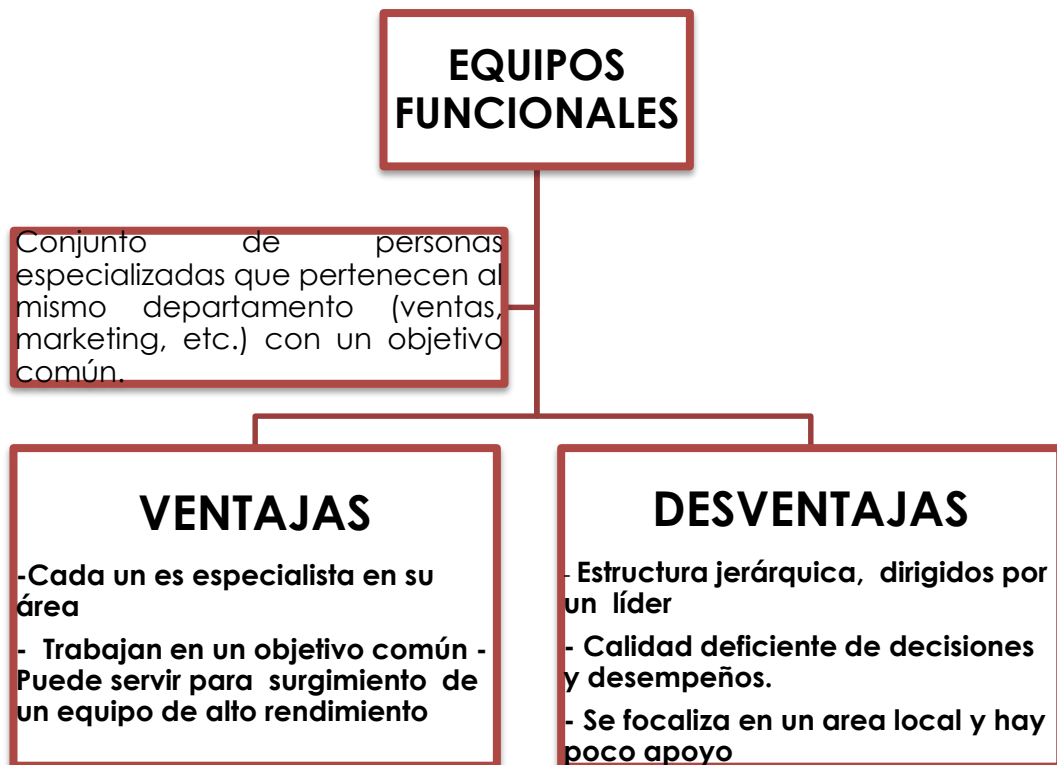 EQUIPOS
FUNCIONALES
Conjunto de personas
especializadas que pertenecen al
mismo departamento (ventas,
marketing, etc.) con un objetivo
común.
VENTAJAS
-Cada un es especialista en su
área
- Trabajan en un objetivo común -
Puede servir para surgimiento de
un equipo de alto rendimiento
DESVENTAJAS
- Estructura jerárquica, dirigidos por
un líder
- Calidad deficiente de decisiones
y desempeños.
- Se focaliza en un area local y hay
poco apoyo